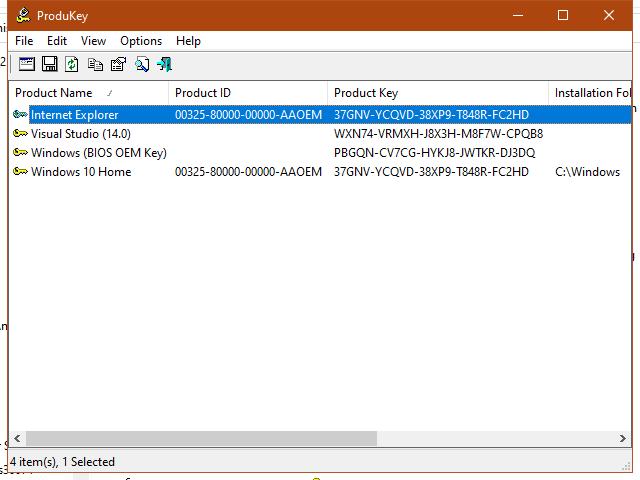 ProduKey
File Edit View Options Help
Product Name Product ID Product Key Installation Fol
Internet Explorer 00325-80000-00000-AAOEM 37GNV-YCQVD-38XP9-T848R-FC2HD
Visual Studio (14.0) WXN74-VRMXH-J8X3H-M8F7W-CPQB8
Windows (BIOS OEM Key) PBGQN-CV7CG-HYKJ8-JWTKR-DJ3DQ
Windows 10 Home 00325-80000-00000-AAOEM 37GNV-YCQVD-38XP9-T848R-FC2HD C:\Windows
4 item(s), 1 Selected